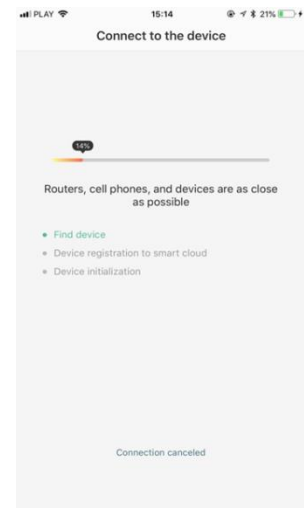 PLAY 15:14 21%
Connect to the device
14%
Routers, cell phones, and devices are as close
as possible
Find device
Device registration to smart cloud
Device initialization
Connection canceled